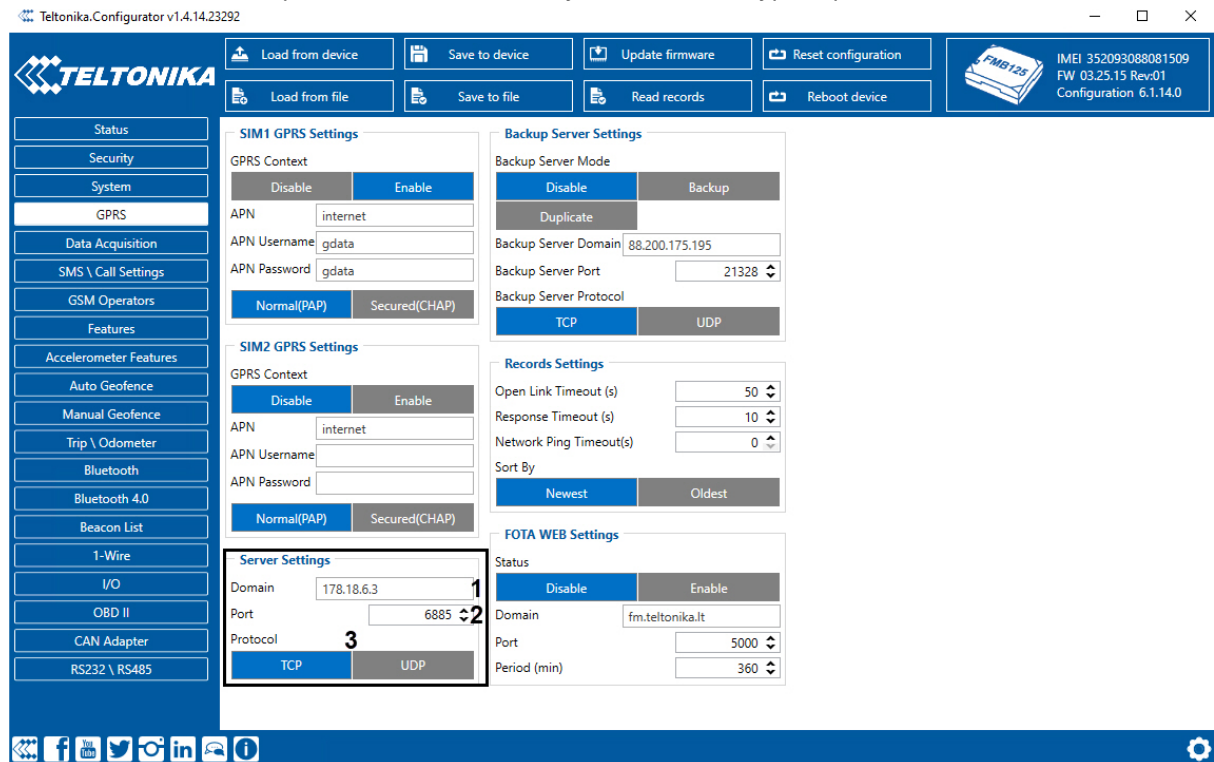 Teltonika.Configurator v1.4.14.23292
TELTONIKA
Load from device
Save to device
Update firmware
Reset configuration
Load from file
Save to file
Read records
Reboot device
FMB125
IMEI 352093088081509
FW 03.25.15 Rev:01
Configuration 6.1.14.0
Status
Security
System
GPRS
Data Acquisition
SMS \ Call Settings
GSM Operators
Features
Accelerometer Features
Auto Geofence
Manual Geofence
Trip \ Odometer
Bluetooth
Bluetooth 4.0
Beacon List
1-Wire
I/O
OBD II
CAN Adapter
RS232 \ RS485
SIM1 GPRS Settings
GPRS Context
Disable Enable
APN internet
APN Username gdata
APN Password gdata
Normal(PAP) Secured(CHAP)
SIM2 GPRS Settings
GPRS Context
Disable Enable
APN internet
APN Username
APN Password
Normal(PAP) Secured(CHAP)
Server Settings
Domain 178.18.6.3 1
Port 6885 2
Protocol 3
TCP UDP
Backup Server Settings
Backup Server Mode
Disable Backup
Duplicate
Backup Server Domain 88.200.175.195
Backup Server Port 21328
Backup Server Protocol
TCP UDP
Records Settings
Open Link Timeout (s) 50
Response Timeout (s) 10
Network Ping Timeout(s) 0
Sort By
Newest Oldest
FOTA WEB Settings
Status
Disable Enable
Domain fm.teltonika.lt
Port 5000
Period (min) 360
You Tube
in